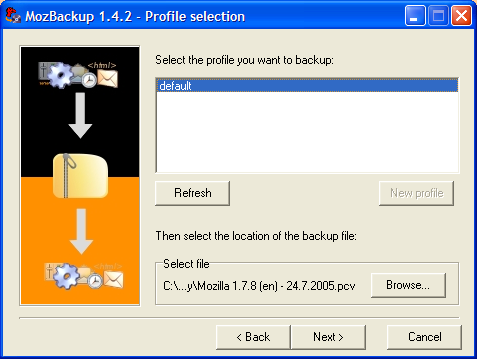 MozBackup 1.4.2 - Profile selection
<html>
Select the profile you want to backup:
default
Refresh
New profile
Then select the location of the backup file:
Select file
C:\...y\Mozilla 1.7.8 (en) - 24.7.2005.pcv
Browse...
< Back
Next >
Cancel